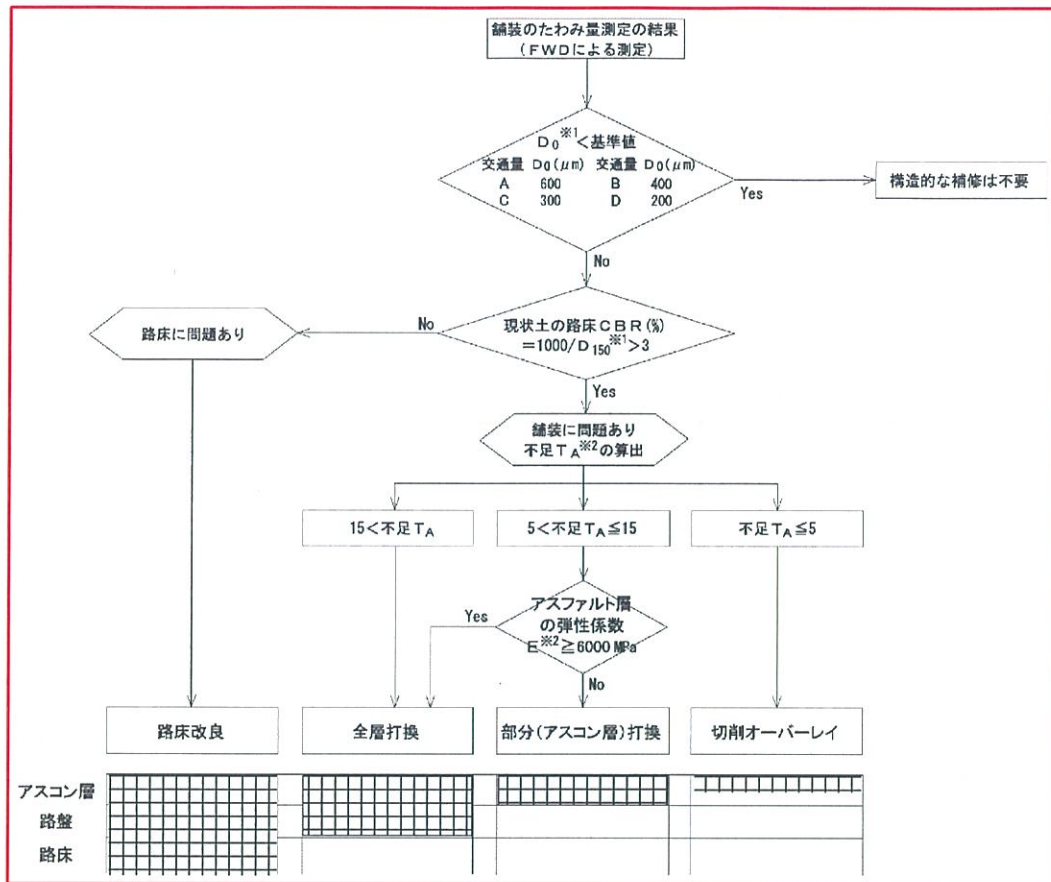 舗装のたわみ量測定の結果
(FWDによる測定)
D0※1<基準値
交通量 D0(μm) 交通量 D0(μm)
A 600 B 400
C 300 D 200
Yes
構造的な補修は不要
No
路床に問題あり
No
現状土の路床CBR(%)
=1000/D150※1>3
Yes
舗装に問題あり
不足TA※2の算出
15<不足TA
5<不足TA≦15
不足TA≦5
Yes
アスファルト層
の弾性係数
E※2≧6000MPa
No
路床改良
全層打換
部分(アスコン層)打換
切削オーバーレイ
アスコン層
路盤
路床